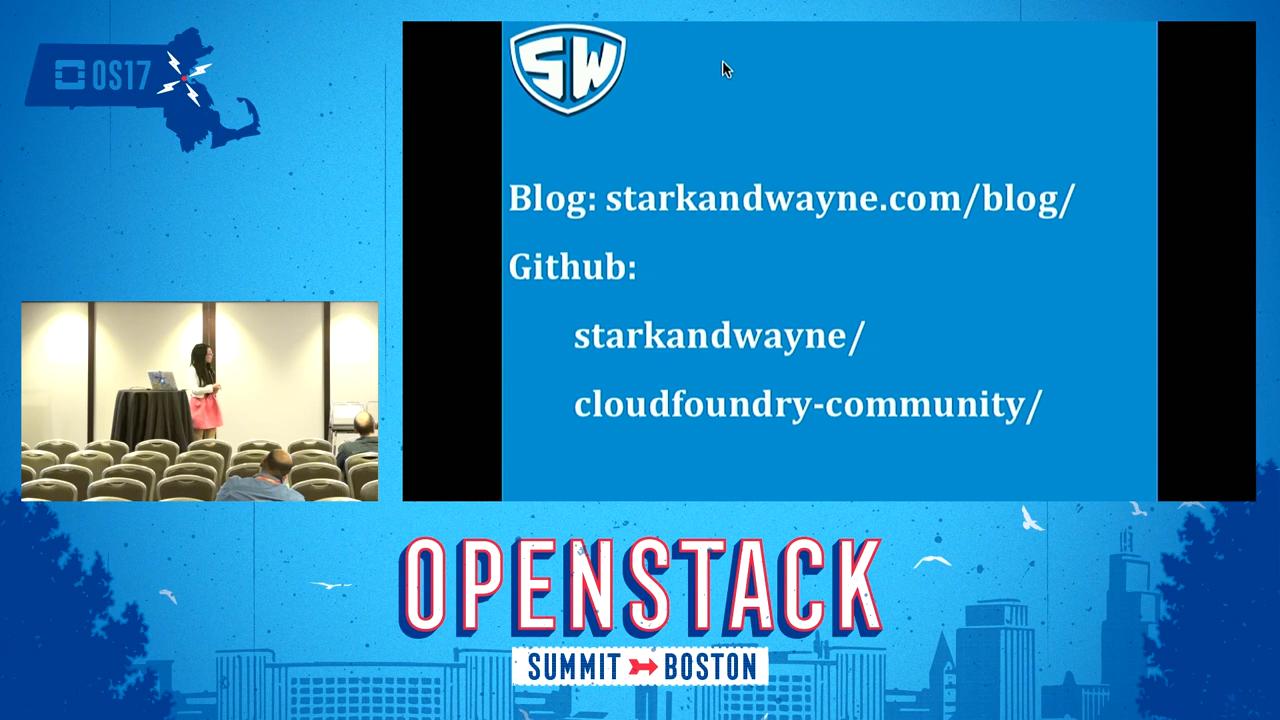 OS17
SW
Blog: starkandwayne.com/blog/
Github:
starkandwayne/
cloudfoundry-community/
OPENSTACK
SUMMIT BOSTON